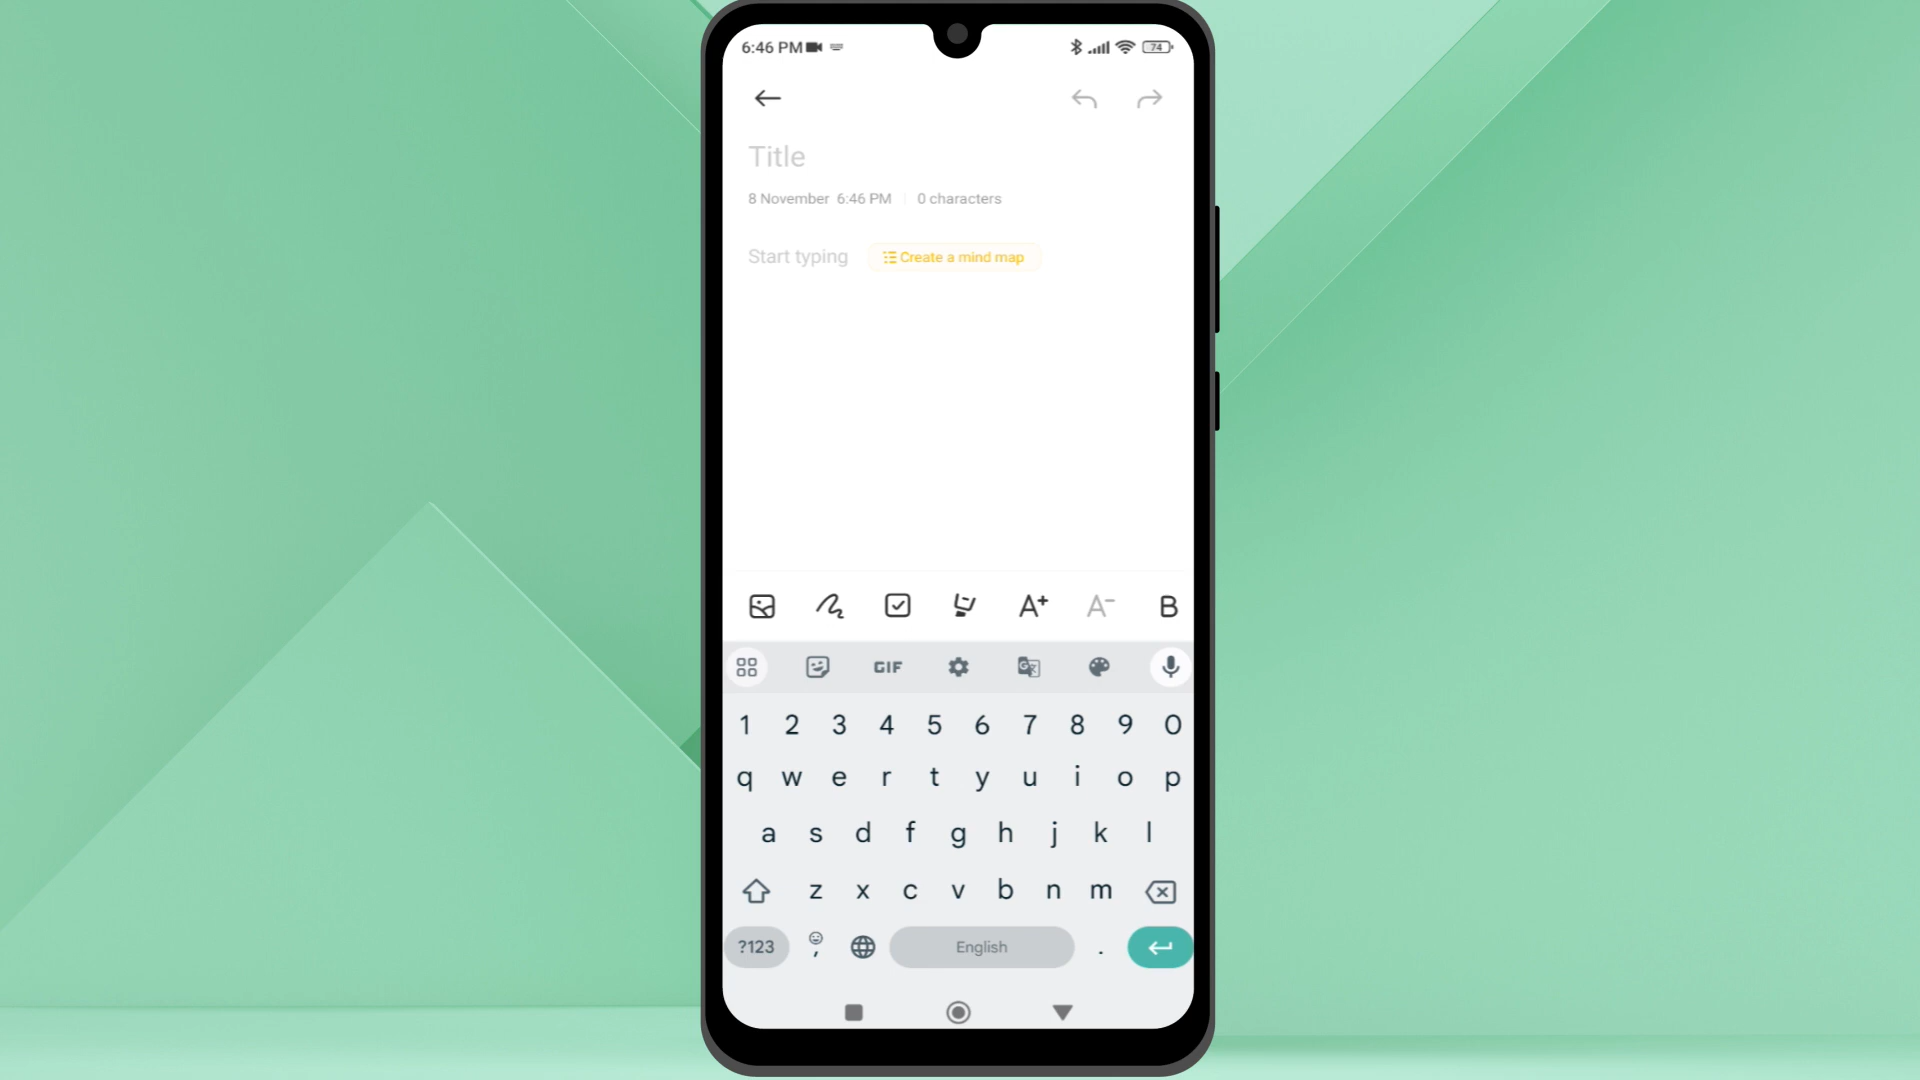 6:46 PM 74
Title
8 November 6:46 PM | 0 characters
Start typing Create a mind map
A+ A- B
GIF
1 2 3 4 5 6 7 8 9 0
q w e r t y u i o p
a s d f g h j k l
z x c v b n m
?123 , English .